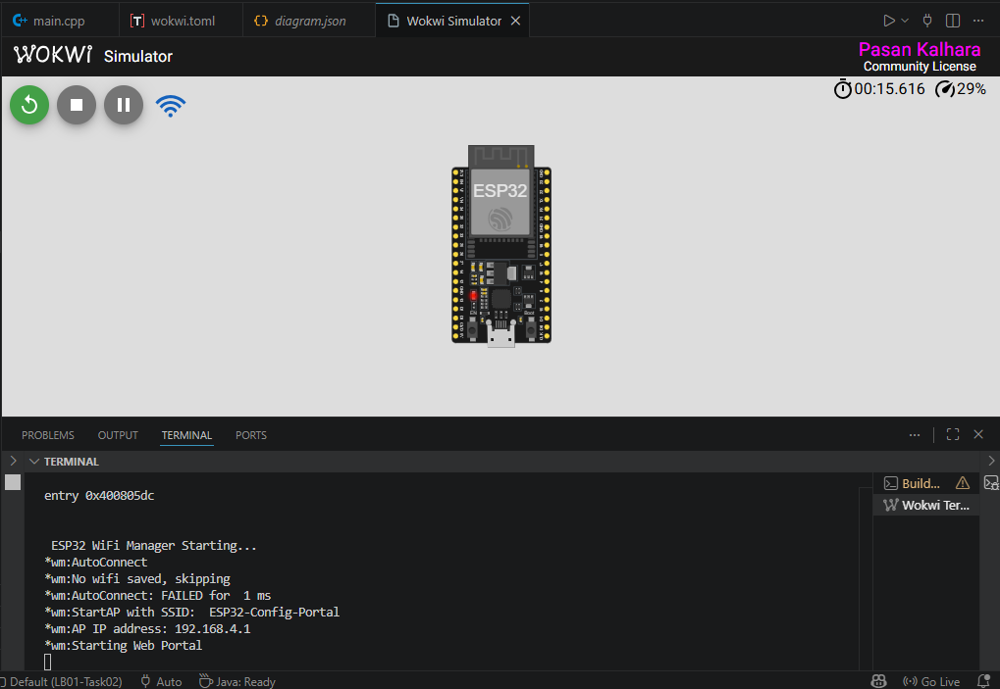 main.cpp
wokwi.toml
diagram.json
Wokwi Simulator
WOKWi Simulator
Pasan Kalhara
Community License
00:15.616 29%
ESP32
EN
Boot
PROBLEMS OUTPUT TERMINAL PORTS
TERMINAL
entry 0x400805dc
ESP32 WiFi Manager Starting...
*wm:AutoConnect
*wm:No wifi saved, skipping
*wm:AutoConnect: FAILED for  1 ms
*wm:StartAP with SSID:  ESP32-Config-Portal
*wm:AP IP address: 192.168.4.1
*wm:Starting Web Portal
Build...
Wokwi Ter...
Default (LB01-Task02) Auto Java: Ready Go Live